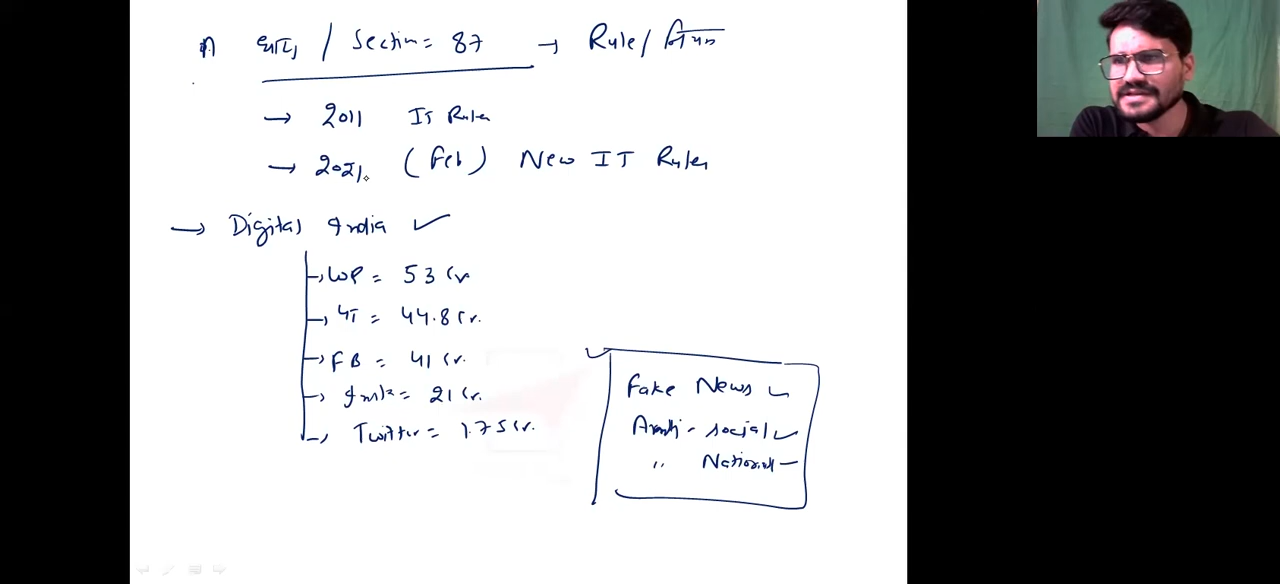 धारा / Section = 87 → Rule / नियम
→ 2011 IT Rules
→ 2021 (Feb) New IT Rules
→ Digital India ✓
→ WP = 53 Cr
→ YT = 44.8 Cr.
→ FB = 41 Cr.
→ Insta = 21 Cr.
→ Twitter = 1.75 Cr.
Fake News
Anti-social
" National